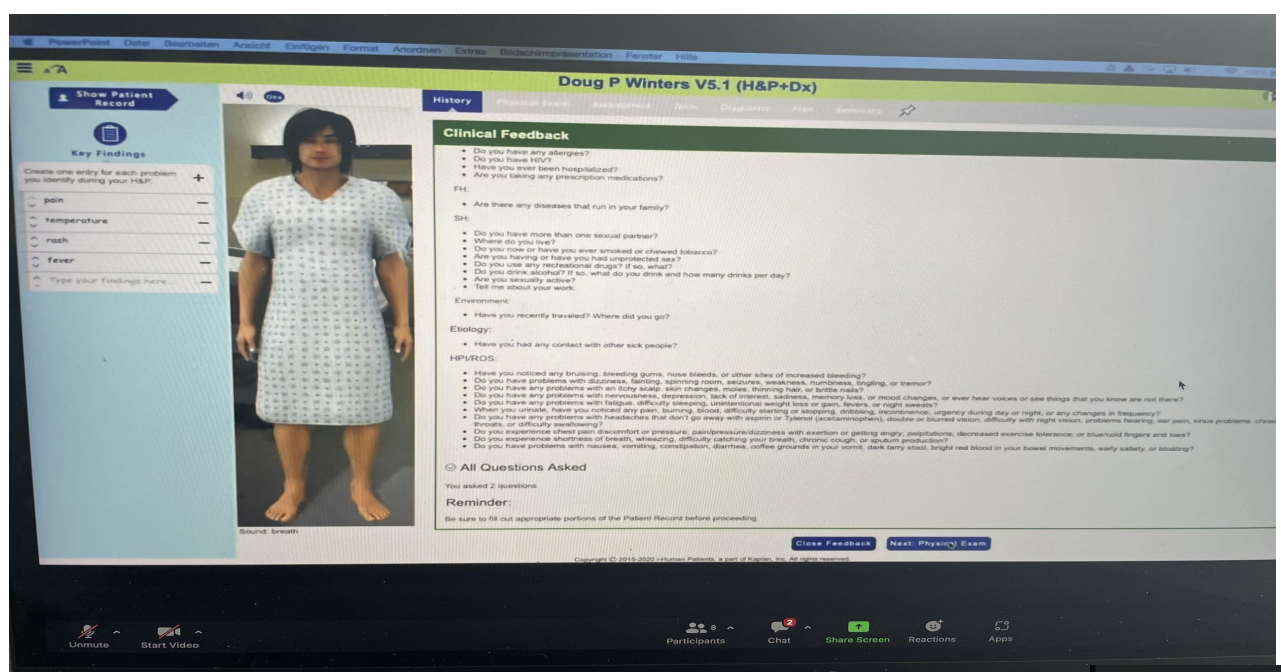 PowerPoint Datei Bearbeiten Ansicht Einfügen Format Anordnen Extras Bildschirmpräsentation Fenster Hilfe
Doug P Winters V5.1 (H&P+Dx)
Show Patient
Record
Key Findings
Create one entry for each problem
you identify during your H&P.
pain
temperature
rash
fever
Type your findings here...
Sound: breath
History Physical Exam Assessment Tests Diagnosis Plan Summary
Clinical Feedback
• Do you have any allergies?
• Do you have HIV?
• Have you ever been hospitalized?
• Are you taking any prescription medications?
FH:
• Are there any diseases that run in your family?
SH:
• Do you have more than one sexual partner?
• Where do you live?
• Do you now or have you ever smoked or chewed tobacco?
• Are you having or have you had unprotected sex?
• Do you use any recreational drugs? If so, what?
• Do you drink alcohol? If so, what do you drink and how many drinks per day?
• Are you sexually active?
• Tell me about your work.
Environment:
• Have you recently traveled? Where did you go?
Etiology:
• Have you had any contact with other sick people?
HPI/ROS:
• Have you noticed any bruising, bleeding gums, nose bleeds, or other sites of increased bleeding?
• Do you have problems with dizziness, fainting, spinning room, seizures, weakness, numbness, tingling, or tremor?
• Do you have any problems with an itchy scalp, skin changes, moles, thinning hair, or brittle nails?
• Do you have any problems with nervousness, depression, lack of interest, sadness, memory loss, or mood changes, or ever hear voices or see things that you know are not there?
• Do you have any problems with fatigue, difficulty sleeping, unintentional weight loss or gain, fevers, or night sweats?
• When you urinate, have you noticed any pain, burning, blood, difficulty starting or stopping, dribbling, incontinence, urgency during day or night, or any changes in frequency?
• Do you have any problems with headaches that don't go away with aspirin or Tylenol (acetaminophen), double or blurred vision, difficulty with night vision, problems hearing, ear pain, sinus problems, chron
throats, or difficulty swallowing?
• Do you experience chest pain discomfort or pressure; pain/pressure/dizziness with exertion or getting angry; palpitations; decreased exercise tolerance; or blue/cold fingers and toes?
• Do you experience shortness of breath, wheezing, difficulty catching your breath, chronic cough, or sputum production?
• Do you have problems with nausea, vomiting, constipation, diarrhea, coffee grounds in your vomit, dark tarry stool, bright red blood in your bowel movements, early satiety, or bloating?
All Questions Asked
You asked 2 questions
Reminder:
Be sure to fill out appropriate portions of the Patient Record before proceeding.
Close Feedback Next: Physical Exam
Copyright © 2015-2020 i-Human Patients, a part of Kaplan, Inc. All rights reserved.
Unmute Start Video Participants 8 Chat 2 Share Screen Reactions Apps